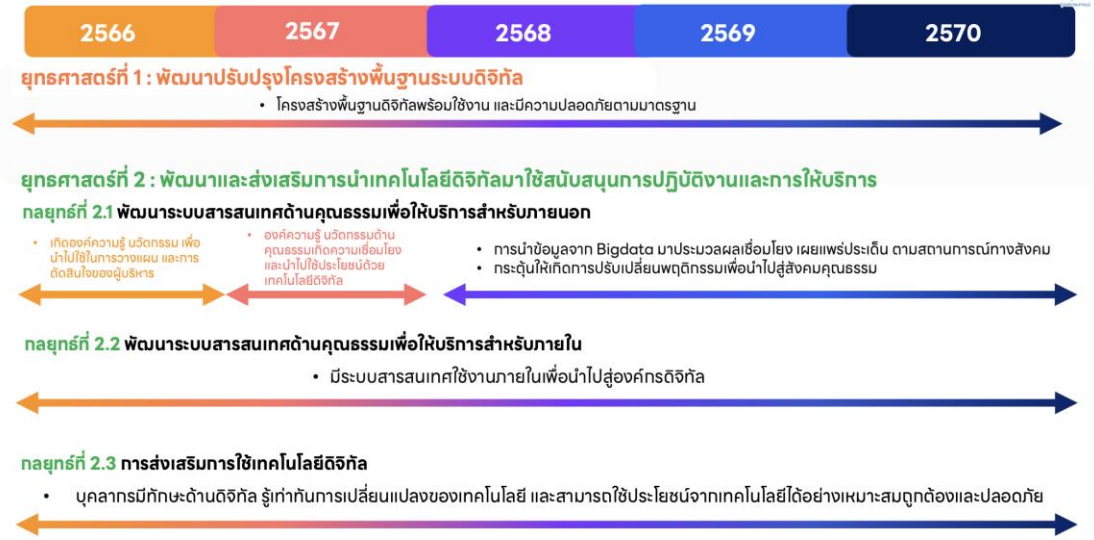 2566 2567 2568 2569 2570
ยุทธศาสตร์ที่ 1 : พัฒนาปรับปรุงโครงสร้างพื้นฐานระบบดิจิทัล
• โครงสร้างพื้นฐานดิจิทัลพร้อมใช้งาน และมีความปลอดภัยตามมาตรฐาน
ยุทธศาสตร์ที่ 2 : พัฒนาและส่งเสริมการนำเทคโนโลยีดิจิทัลมาใช้สนับสนุนการปฏิบัติงานและการให้บริการ
กลยุทธ์ที่ 2.1 พัฒนาระบบสารสนเทศด้านคุณธรรมเพื่อให้บริการสำหรับภายนอก
• เกิดองค์ความรู้ นวัตกรรม เพื่อ
นำไปใช้ในการวางแผน และการ
ตัดสินใจของผู้บริหาร
• องค์ความรู้ นวัตกรรมด้าน
คุณธรรมเกิดความเชื่อมโยง
และนำไปใช้ประโยชน์ด้วย
เทคโนโลยีดิจิทัล
• การนำข้อมูลจาก Bigdata มาประมวลผลเชื่อมโยง เผยแพร่ประเด็น ตามสถานการณ์ทางสังคม
• กระตุ้นให้เกิดการปรับเปลี่ยนพฤติกรรมเพื่อนำไปสู่สังคมคุณธรรม
กลยุทธ์ที่ 2.2 พัฒนาระบบสารสนเทศด้านคุณธรรมเพื่อให้บริการสำหรับภายใน
• มีระบบสารสนเทศใช้งานภายในเพื่อนำไปสู่องค์กรดิจิทัล
กลยุทธ์ที่ 2.3 การส่งเสริมการใช้เทคโนโลยีดิจิทัล
• บุคลากรมีทักษะด้านดิจิทัล รู้เท่าทันการเปลี่ยนแปลงของเทคโนโลยี และสามารถใช้ประโยชน์จากเทคโนโลยีได้อย่างเหมาะสมถูกต้องและปลอดภัย